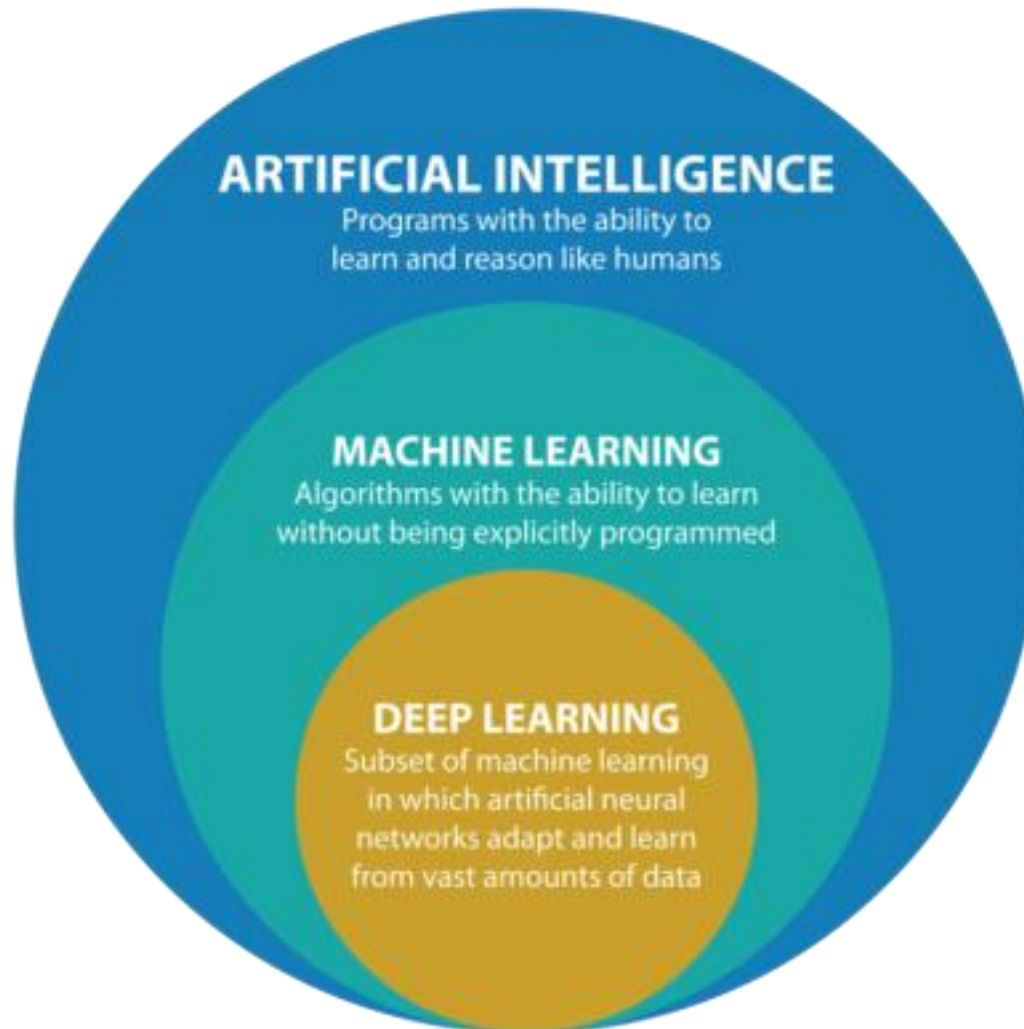 ARTIFICIAL INTELLIGENCE
Programs with the ability to
learn and reason like humans
MACHINE LEARNING
Algorithms with the ability to learn
without being explicitly programmed
DEEP LEARNING
Subset of machine learning
in which artificial neural
networks adapt and learn
from vast amounts of data